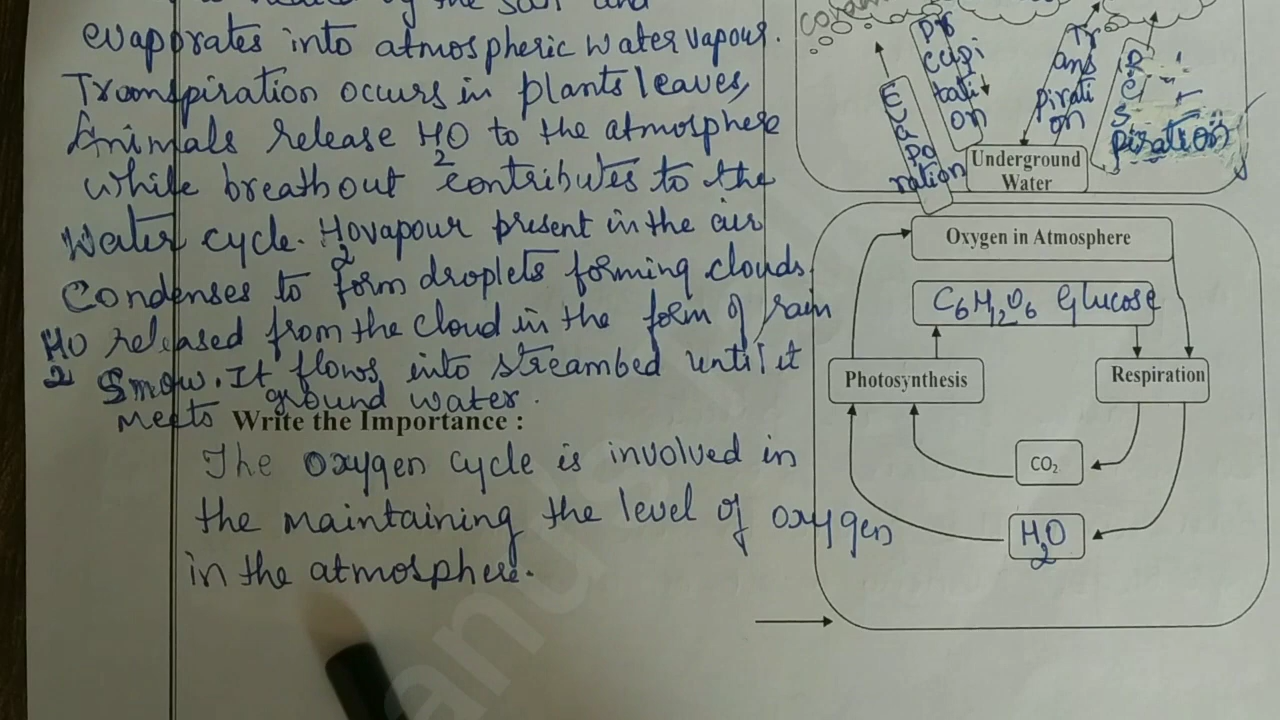 evaporates into atmospheric water vapour.
Transpiration occurs in plants leaves,
Animals release H2O to the atmosphere
while breathout contributes to the
Water cycle. H2O vapour present in the air
Condenses to form droplets forming clouds
H2O released from the cloud in the form of rain
Snow. It flows into streambed until it
meets ground water.
Write the Importance :
The oxygen cycle is involved in
the maintaining the level of oxygen
in the atmosphere.
Evaporation
Precipitation
Transpiration
Respiration
Underground
Water
Oxygen in Atmosphere
C6H12O6 Glucose
Photosynthesis
Respiration
CO2
H2O